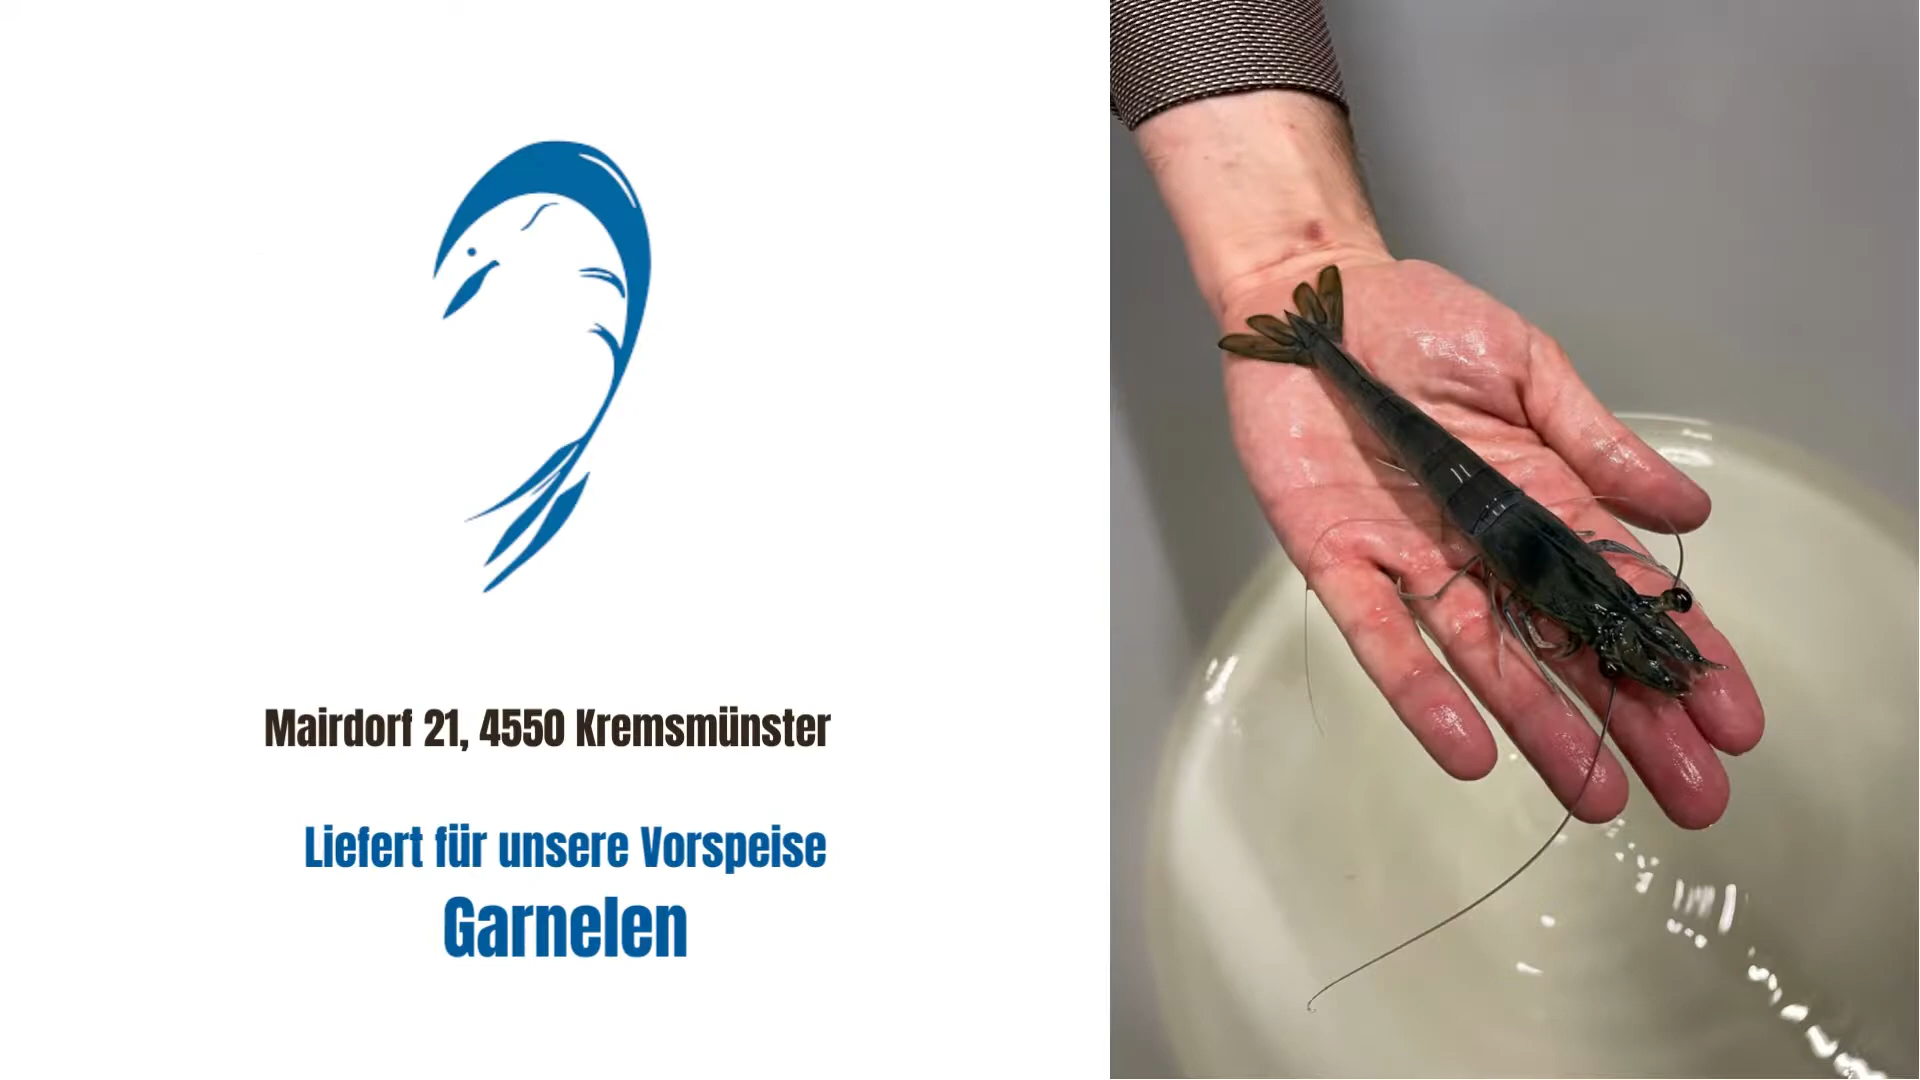 Mairdorf 21, 4550 Kremsmünster
Liefert für unsere Vorspeise
Garnelen